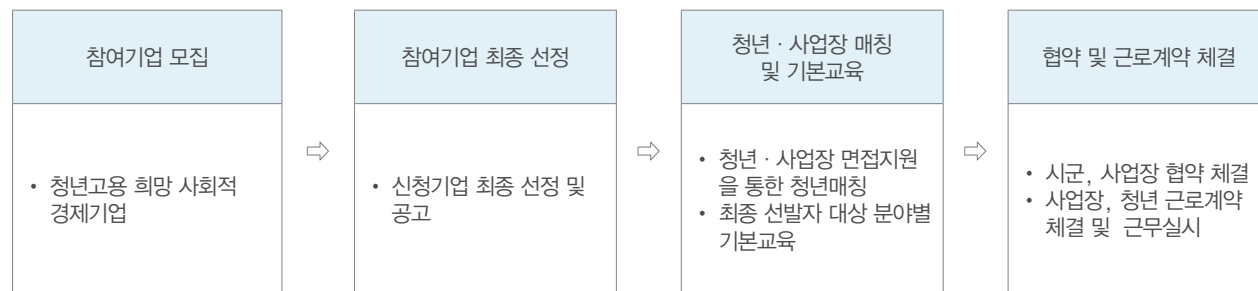 참여기업 모집
• 청년고용 희망 사회적
경제기업
⇨
참여기업 최종 선정
• 신청기업 최종 선정 및
공고
⇨
청년 · 사업장 매칭
및 기본교육
• 청년 · 사업장 면접지원
을 통한 청년매칭
• 최종 선발자 대상 분야별
기본교육
⇨
협약 및 근로계약 체결
• 시군, 사업장 협약 체결
• 사업장, 청년 근로계약
체결 및 근무실시